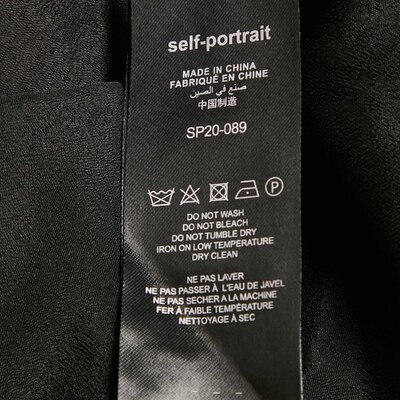 self-portrait
MADE IN CHINA
FABRIQUÉ EN CHINE
صنع في الصين
中国制造
SP20-089
DO NOT WASH
DO NOT BLEACH
DO NOT TUMBLE DRY
IRON ON LOW TEMPERATURE
DRY CLEAN
NE PAS LAVER
NE PAS PASSER À L'EAU DE JAVEL
NE PAS SECHER A LA MACHINE
FER À FAIBLE TEMPÉRATURE
NETTOYAGE À SEC